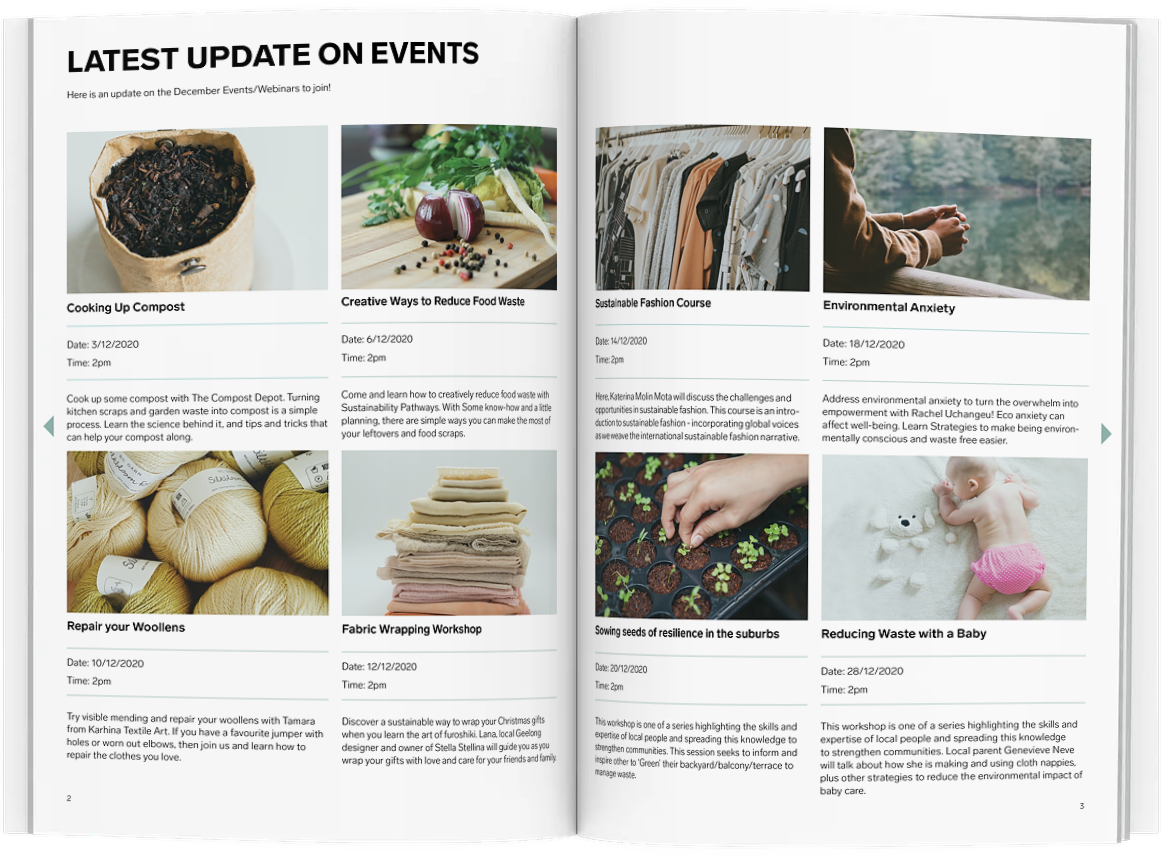 LATEST UPDATE ON EVENTS
Here is an update on the December Events/Webinars to join!
Cooking Up Compost
Date: 3/12/2020
Time: 2pm
Cook up some compost with The Compost Depot. Turning
kitchen scraps and garden waste into compost is a simple
process. Learn the science behind it, and tips and tricks that
can help your compost along.
Creative Ways to Reduce Food Waste
Date: 6/12/2020
Time: 2pm
Come and learn how to creatively reduce food waste with
Sustainability Pathways. With Some know-how and a little
planning, there are simple ways you can make the most of
your leftovers and food scraps.
Repair your Woollens
Date: 10/12/2020
Time: 2pm
Try visible mending and repair your woollens with Tamara
from Karhina Textile Art. If you have a favourite jumper with
holes or worn out elbows, then join us and learn how to
repair the clothes you love.
Fabric Wrapping Workshop
Date: 12/12/2020
Time: 2pm
Discover a sustainable way to wrap your Christmas gifts
when you learn the art of furoshiki. Lana, local Geelong
designer and owner of Stella Stellina will guide you as you
wrap your gifts with love and care for your friends and family.
2
Sustainable Fashion Course
Date: 14/12/2020
Time: 2pm
Here, Katerina Molin Mota will discuss the challenges and
opportunities in sustainable fashion. This course is an intro-
duction to sustainable fashion - incorporating global voices
as we weave the international sustainable fashion narrative.
Environmental Anxiety
Date: 18/12/2020
Time: 2pm
Address environmental anxiety to turn the overwhelm into
empowerment with Rachel Uchangeu! Eco anxiety can
affect well-being. Learn Strategies to make being environ-
mentally conscious and waste free easier.
Sowing seeds of resilience in the suburbs
Date: 20/12/2020
Time: 2pm
This workshop is one of a series highlighting the skills and
expertise of local people and spreading this knowledge to
strengthen communities. This session seeks to inform and
inspire other to 'Green' their backyard/balcony/terrace to
manage waste.
Reducing Waste with a Baby
Date: 28/12/2020
Time: 2pm
This workshop is one of a series highlighting the skills and
expertise of local people and spreading this knowledge
to strengthen communities. Local parent Genevieve Neve
will talk about how she is making and using cloth nappies,
plus other strategies to reduce the environmental impact of
baby care.
3